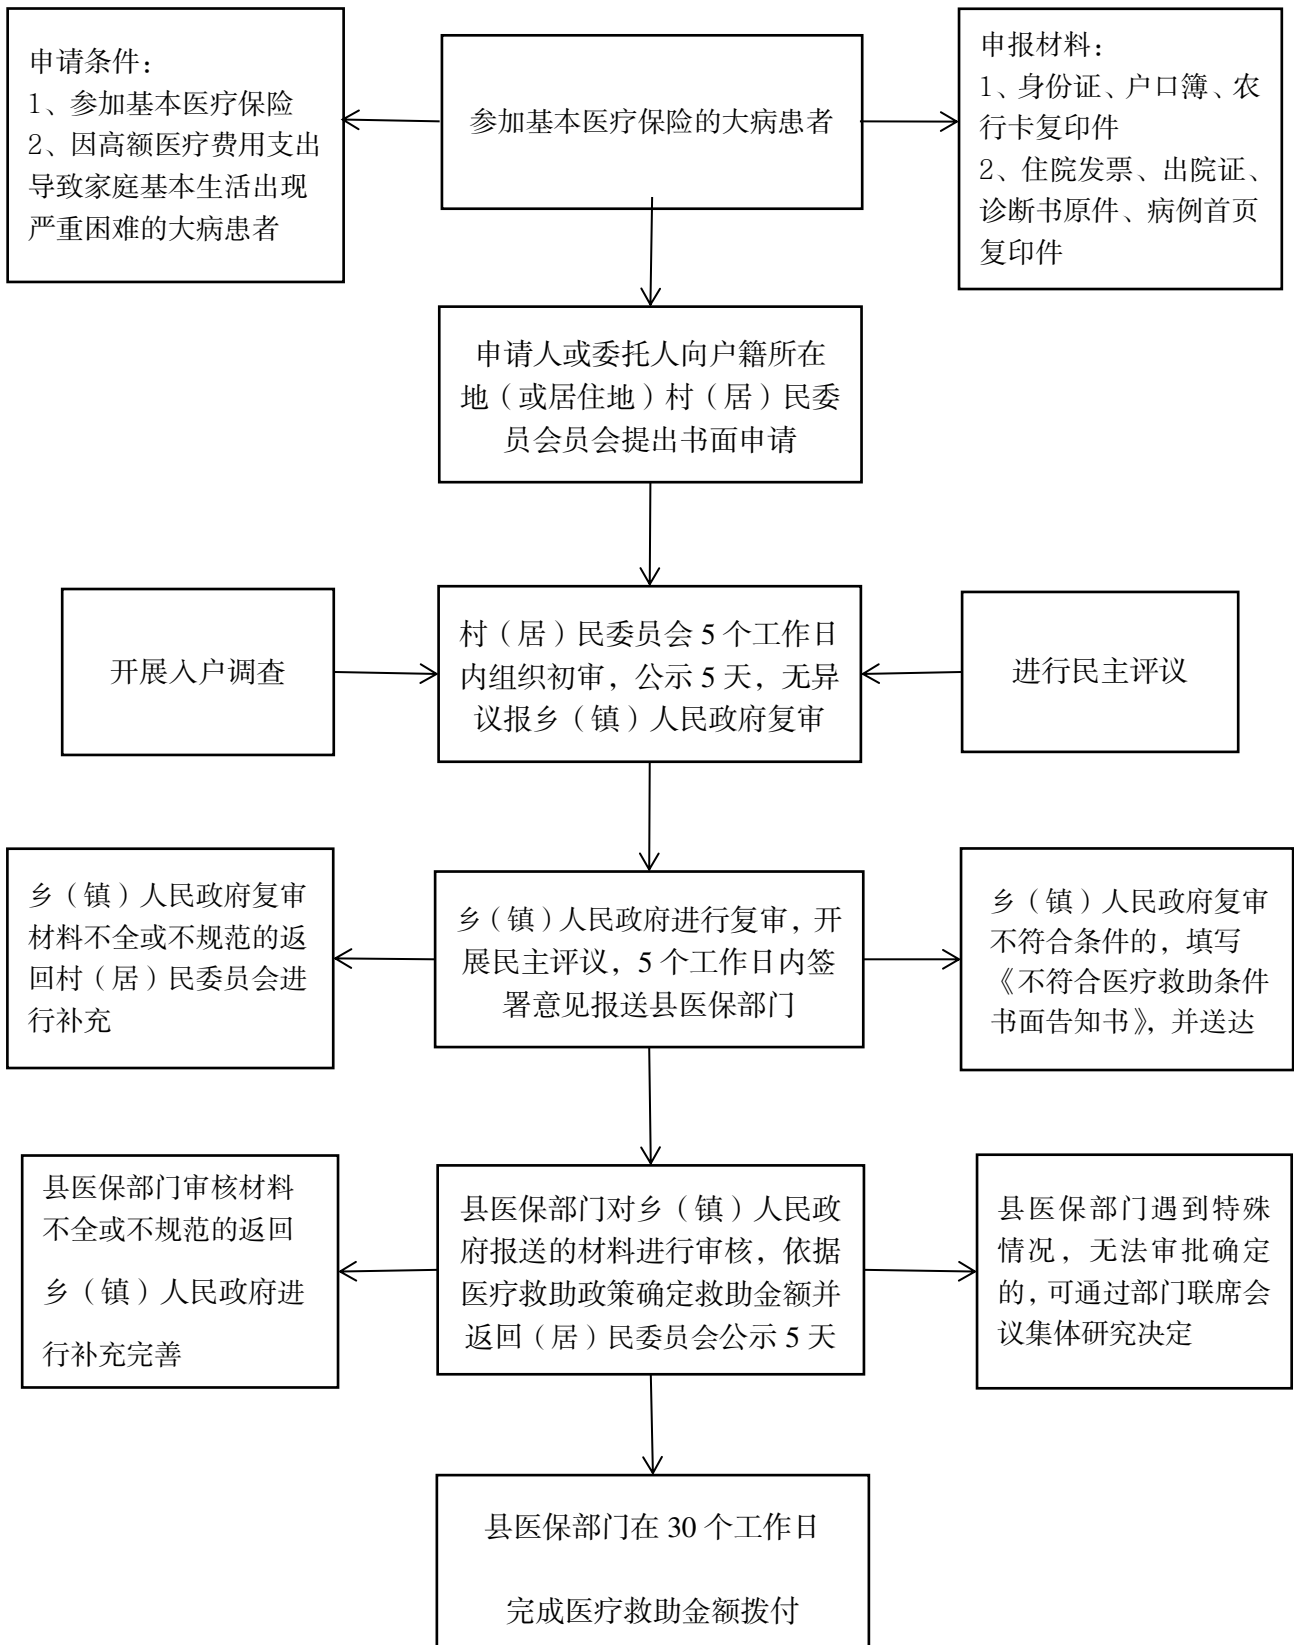 申请条件：
1、参加基本医疗保险
2、因高额医疗费用支出
导致家庭基本生活出现
严重困难的大病患者
参加基本医疗保险的大病患者
申报材料：
1、身份证、户口簿、农
行卡复印件
2、住院发票、出院证、
诊断书原件、病例首页
复印件
申请人或委托人向户籍所在
地（或居住地）村（居）民委
员会员会提出书面申请
开展入户调查
村（居）民委员会 5 个工作日
内组织初审，公示 5 天，无异
议报乡（镇）人民政府复审
进行民主评议
乡（镇）人民政府复审
材料不全或不规范的返
回村（居）民委员会进
行补充
乡（镇）人民政府进行复审，开
展民主评议，5 个工作日内签
署意见报送县医保部门
乡（镇）人民政府复审
不符合条件的，填写
《不符合医疗救助条件
书面告知书》，并送达
县医保部门审核材料
不全或不规范的返回
乡（镇）人民政府进
行补充完善
县医保部门对乡（镇）人民政
府报送的材料进行审核，依据
医疗救助政策确定救助金额并
返回（居）民委员会公示 5 天
县医保部门遇到特殊
情况，无法审批确定
的，可通过部门联席会
议集体研究决定
县医保部门在 30 个工作日
完成医疗救助金额拨付